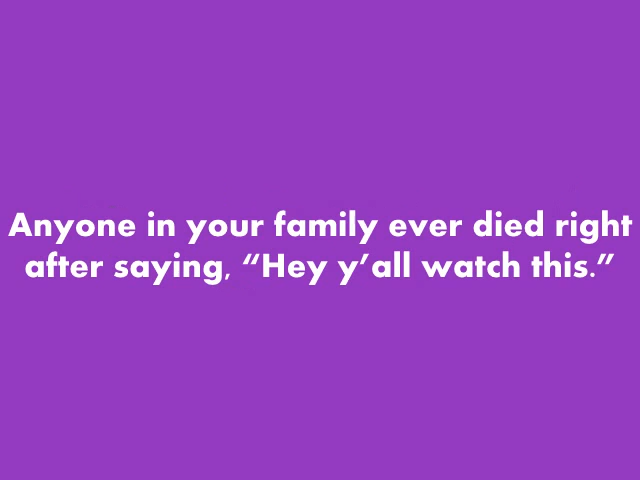 Anyone in your family ever died right
after saying, “Hey y’all watch this.”